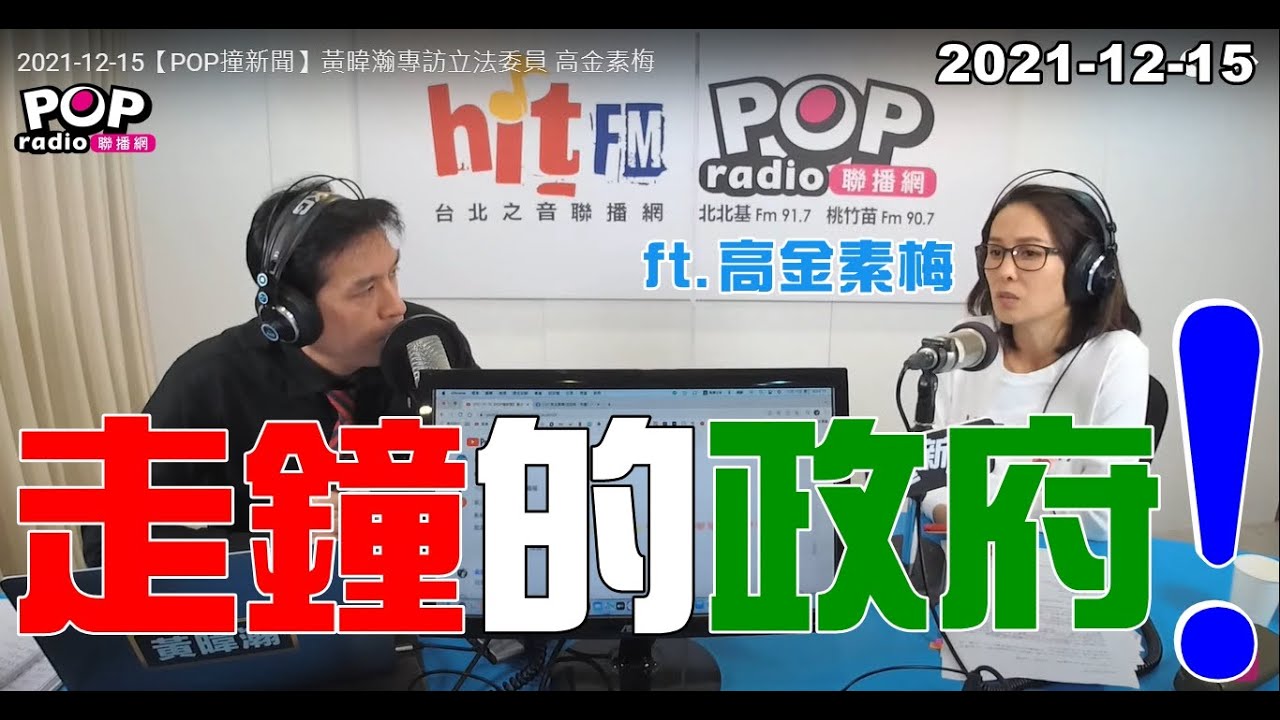 2021-12-15【POP撞新聞】黃暐瀚專訪立法委員 高金素梅
2021-12-15
POP
radio 聯播網
hit FM
台北之音聯播網
POP
radio 聯播網
北北基 Fm 91.7 桃竹苗 Fm 90.7
ft.高金素梅
走鐘的政府!
新
黃暐瀚